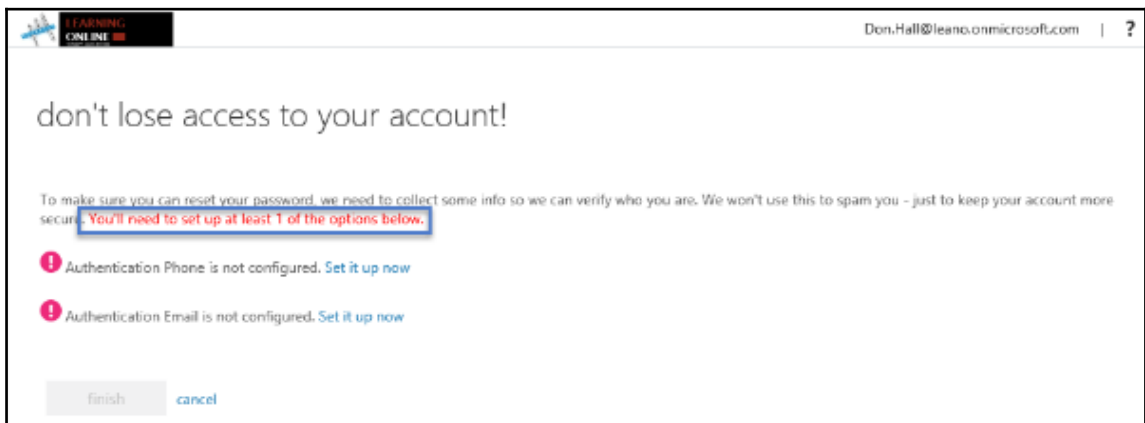 LEARNING
ONLINE
Don.Hall@leano.onmicrosoft.com | ?
don't lose access to your account!
To make sure you can reset your password, we need to collect some info so we can verify who you are. We won't use this to spam you - just to keep your account more
secure. You'll need to set up at least 1 of the options below.
! Authentication Phone is not configured. Set it up now
! Authentication Email is not configured. Set it up now
finish cancel